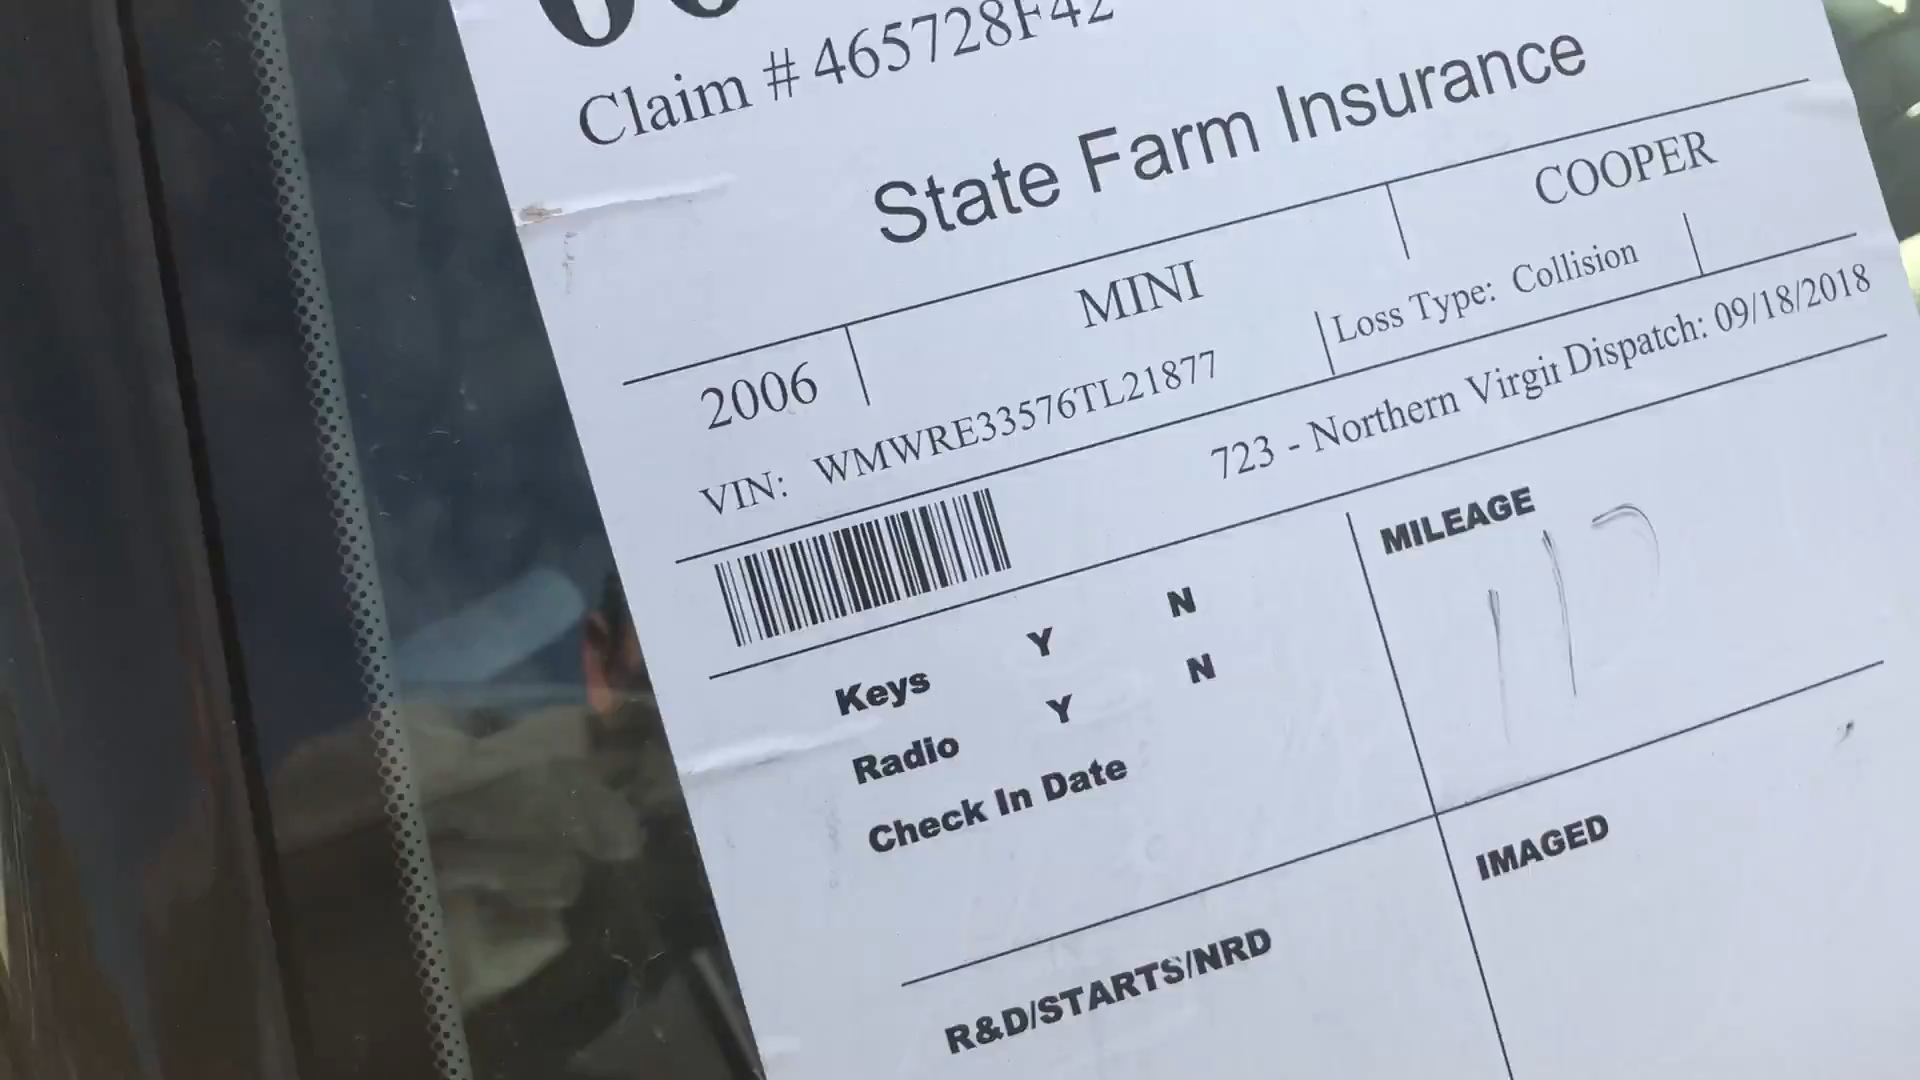 Claim # 465728F42
State Farm Insurance
2006 MINI COOPER
VIN: WMWRE33576TL21877 Loss Type: Collision
723 - Northern Virgii Dispatch: 09/18/2018
Keys Y N MILEAGE
Radio Y N
Check In Date
R&D/STARTS/NRD IMAGED